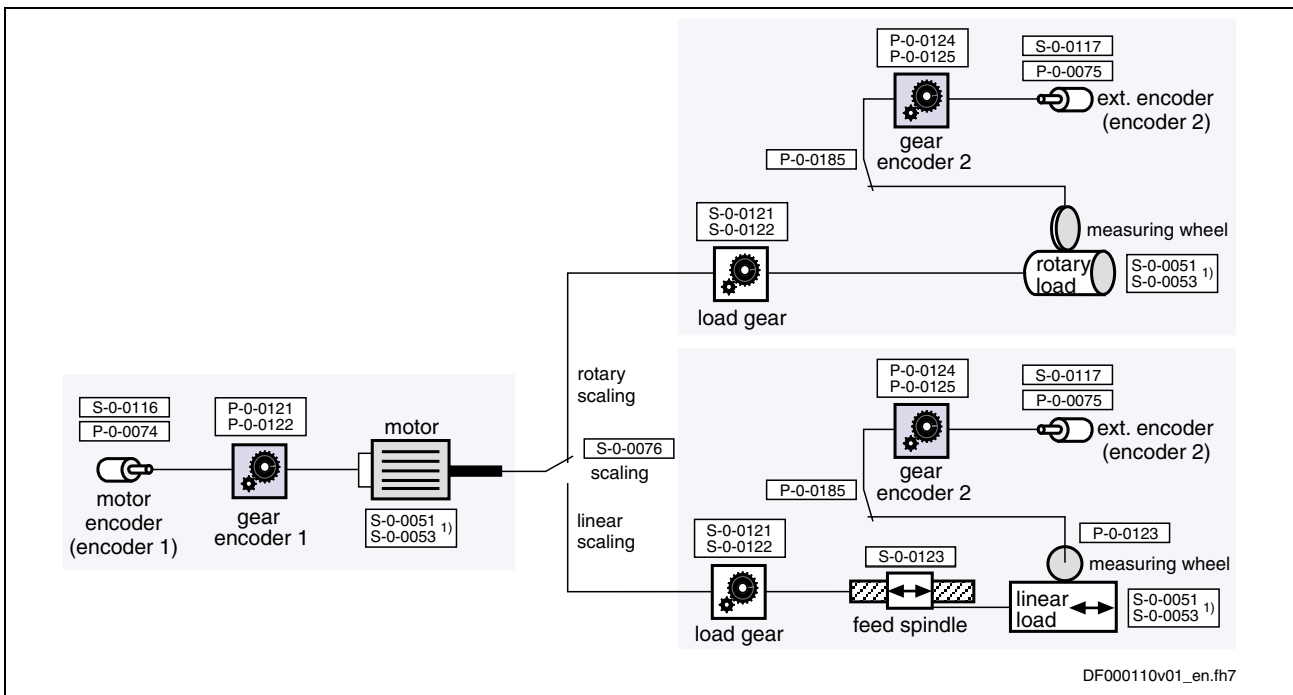 P-0-0124
P-0-0125
S-0-0117
P-0-0075
ext. encoder
(encoder 2)
gear
encoder 2
P-0-0185
S-0-0121
S-0-0122
measuring wheel
rotary
load
S-0-0051 1)
S-0-0053
load gear
rotary
scaling
S-0-0076
scaling
linear
scaling
S-0-0116
P-0-0074
motor
encoder
(encoder 1)
P-0-0121
P-0-0122
gear
encoder 1
motor
S-0-0051 1)
S-0-0053
P-0-0124
P-0-0125
S-0-0117
P-0-0075
ext. encoder
(encoder 2)
gear
encoder 2
P-0-0185
S-0-0121
S-0-0122
load gear
S-0-0123
feed spindle
P-0-0123
measuring wheel
linear
load
S-0-0051 1)
S-0-0053
DF000110v01_en.fh7